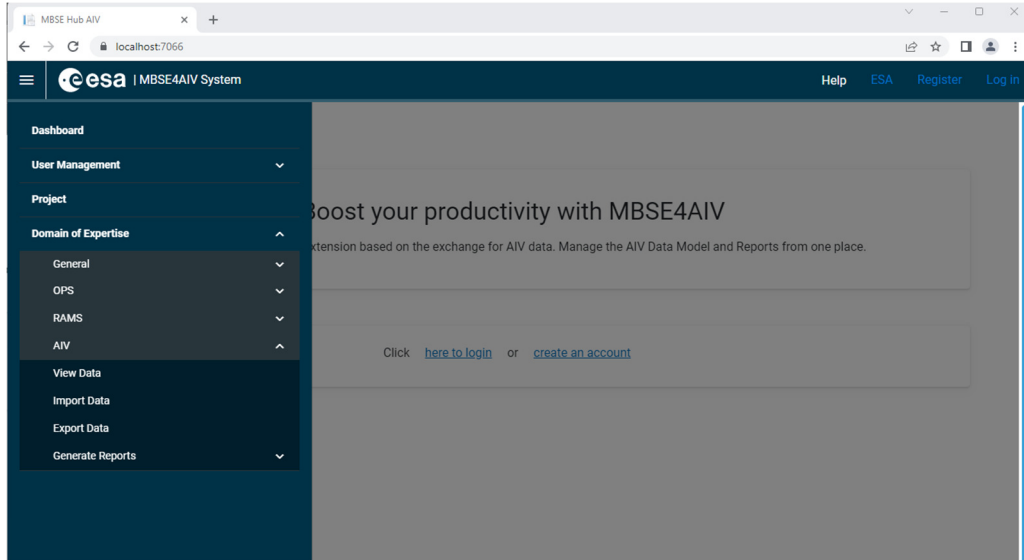 MBSE Hub AIV
localhost:7066
esa | MBSE4AIV System
Help ESA Register Log in
Dashboard
User Management
Project
Domain of Expertise
General
OPS
RAMS
AIV
View Data
Import Data
Export Data
Generate Reports
Boost your productivity with MBSE4AIV
xtension based on the exchange for AIV data. Manage the AIV Data Model and Reports from one place.
Click here to login or create an account